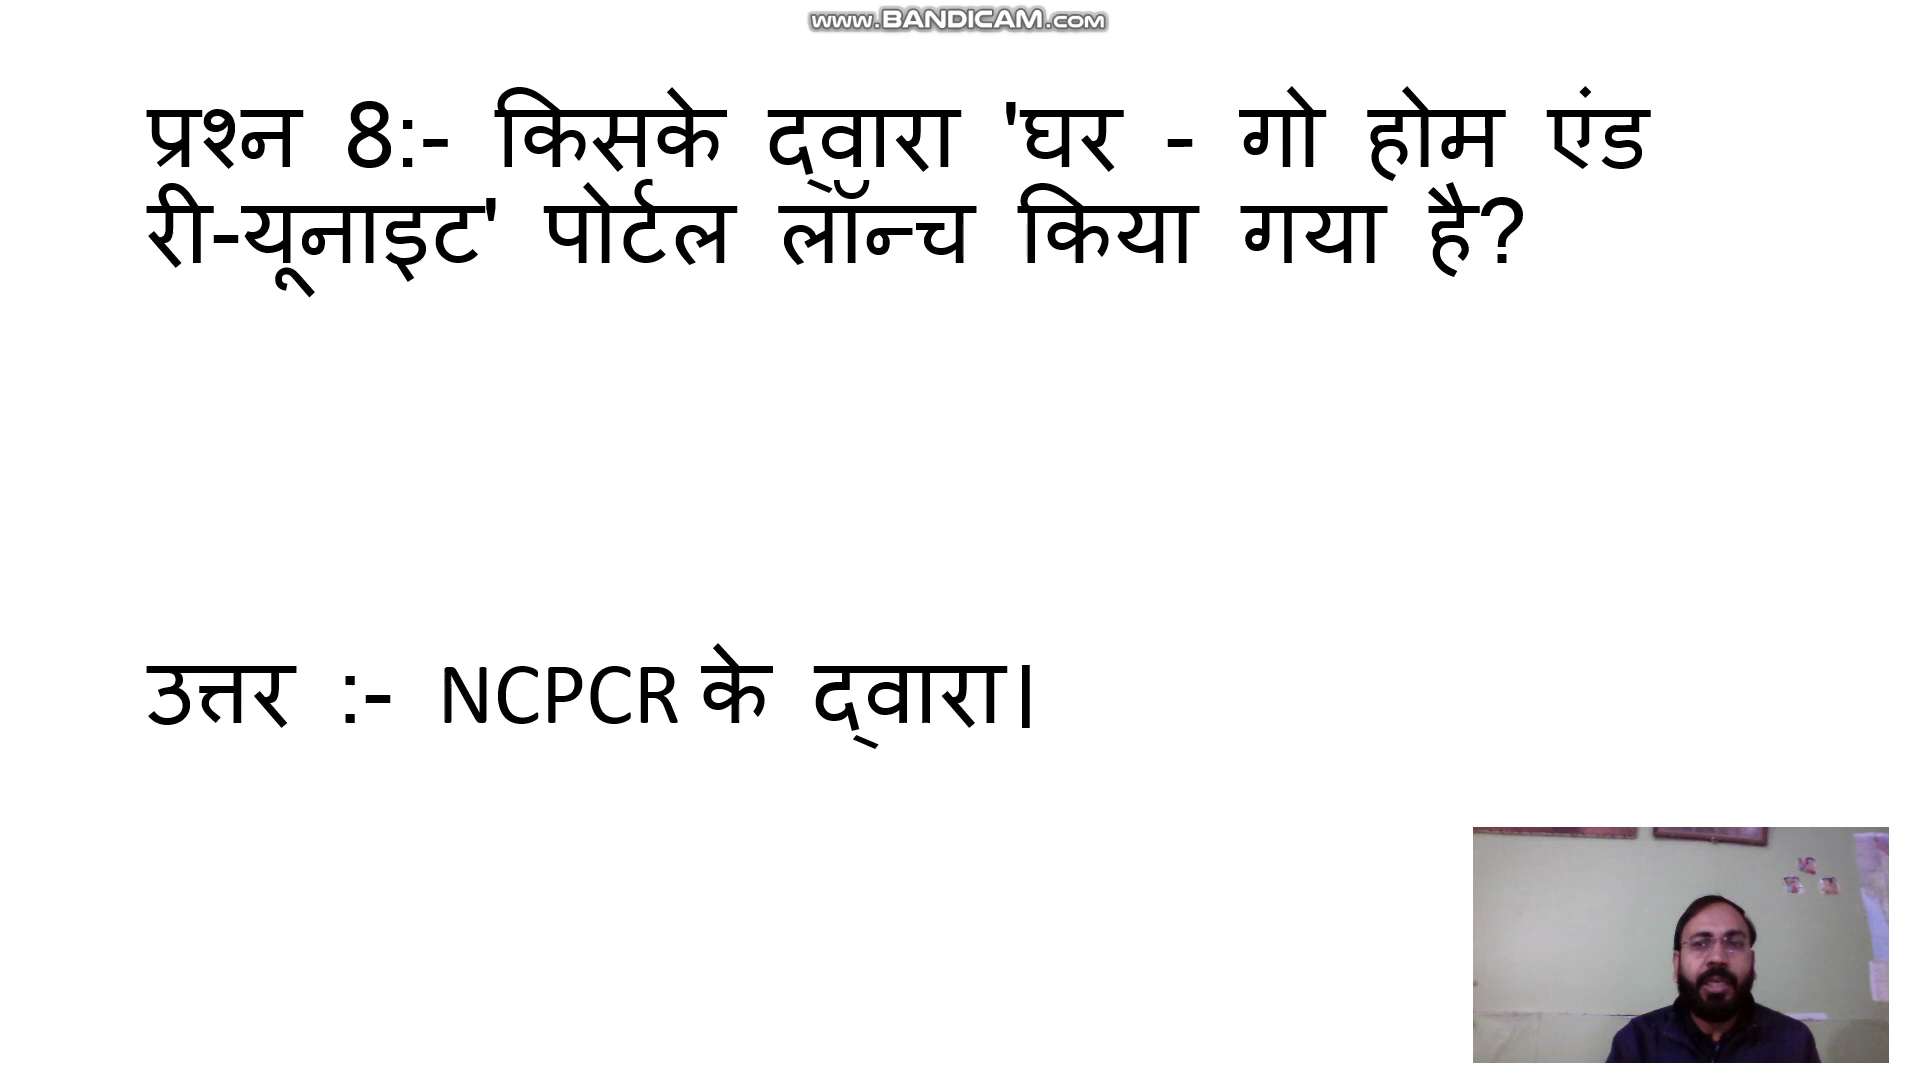 www.BANDICAM.com
प्रश्न 8:- किसके द्वारा 'घर - गो होम एंड
री-यूनाइट' पोर्टल लॉन्च किया गया है?
उत्तर :- NCPCR के द्वारा।